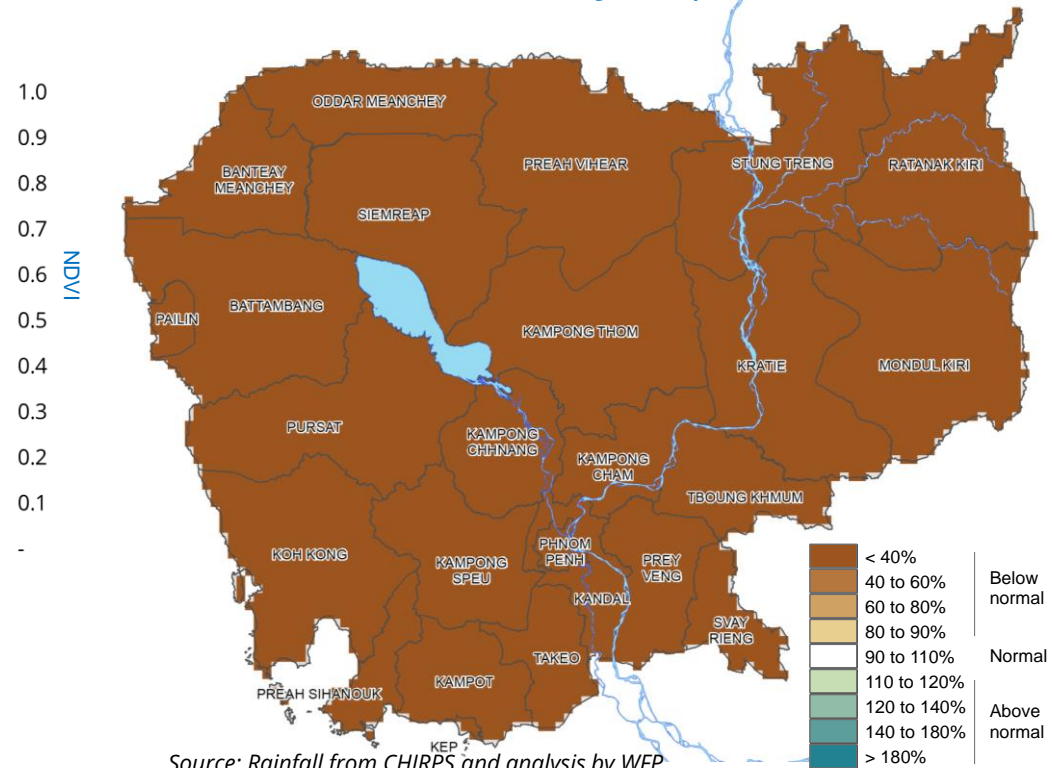 1.0
0.9
0.8
0.7
0.6
0.5
0.4
0.3
0.2
0.1
-
NDVI
ODDAR MEANCHEY
PREAH VIHEAR
STUNG TRENG
RATANAK KIRI
BANTEAY
MEANCHEY
SIEMREAP
BATTAMBANG
PAILIN
KAMPONG THOM
KRATIE
MONDUL KIRI
PURSAT
KAMPONG
CHHNANG
KAMPONG
CHAM
TBOUNG KHMUM
KOH KONG
KAMPONG
SPEU
PHNOM
PENH
PREY
VENG
KANDAL
SVAY
RIENG
TAKEO
KAMPOT
PREAH SIHANOUK
KEP
< 40%
40 to 60%
60 to 80%
80 to 90%
90 to 110%
110 to 120%
120 to 140%
140 to 180%
> 180%
Below
normal
Normal
Above
normal
Source: Rainfall from CHIRPS and analysis by WFP